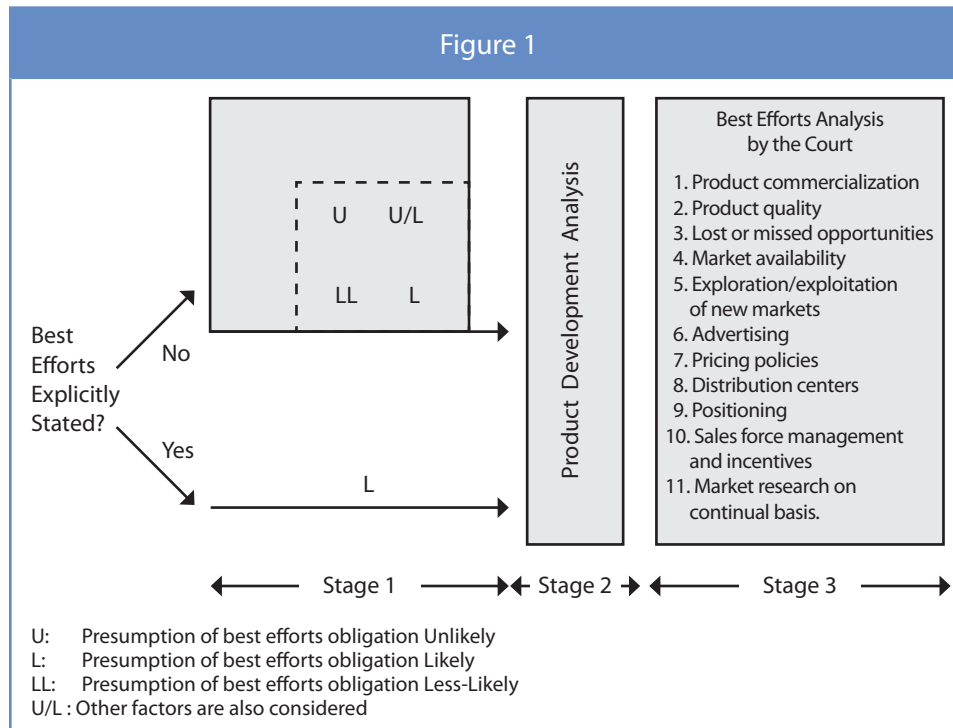 Figure 1
Best
Efforts
Explicitly
Stated?
No
Yes
U U/L
LL L
L
Product Development Analysis
Best Efforts Analysis
by the Court
1. Product commercialization
2. Product quality
3. Lost or missed opportunities
4. Market availability
5. Exploration/exploitation
of new markets
6. Advertising
7. Pricing policies
8. Distribution centers
9. Positioning
10. Sales force management
and incentives
11. Market research on
continual basis.
Stage 1
Stage 2
Stage 3
U: Presumption of best efforts obligation Unlikely
L: Presumption of best efforts obligation Likely
LL: Presumption of best efforts obligation Less-Likely
U/L : Other factors are also considered